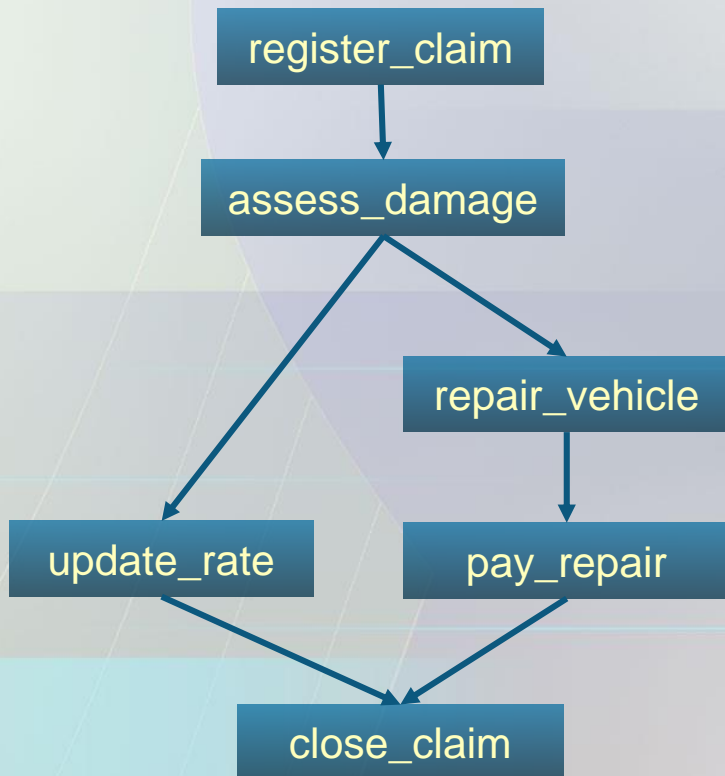 register_claim
assess_damage
repair_vehicle
update_rate
pay_repair
close_claim